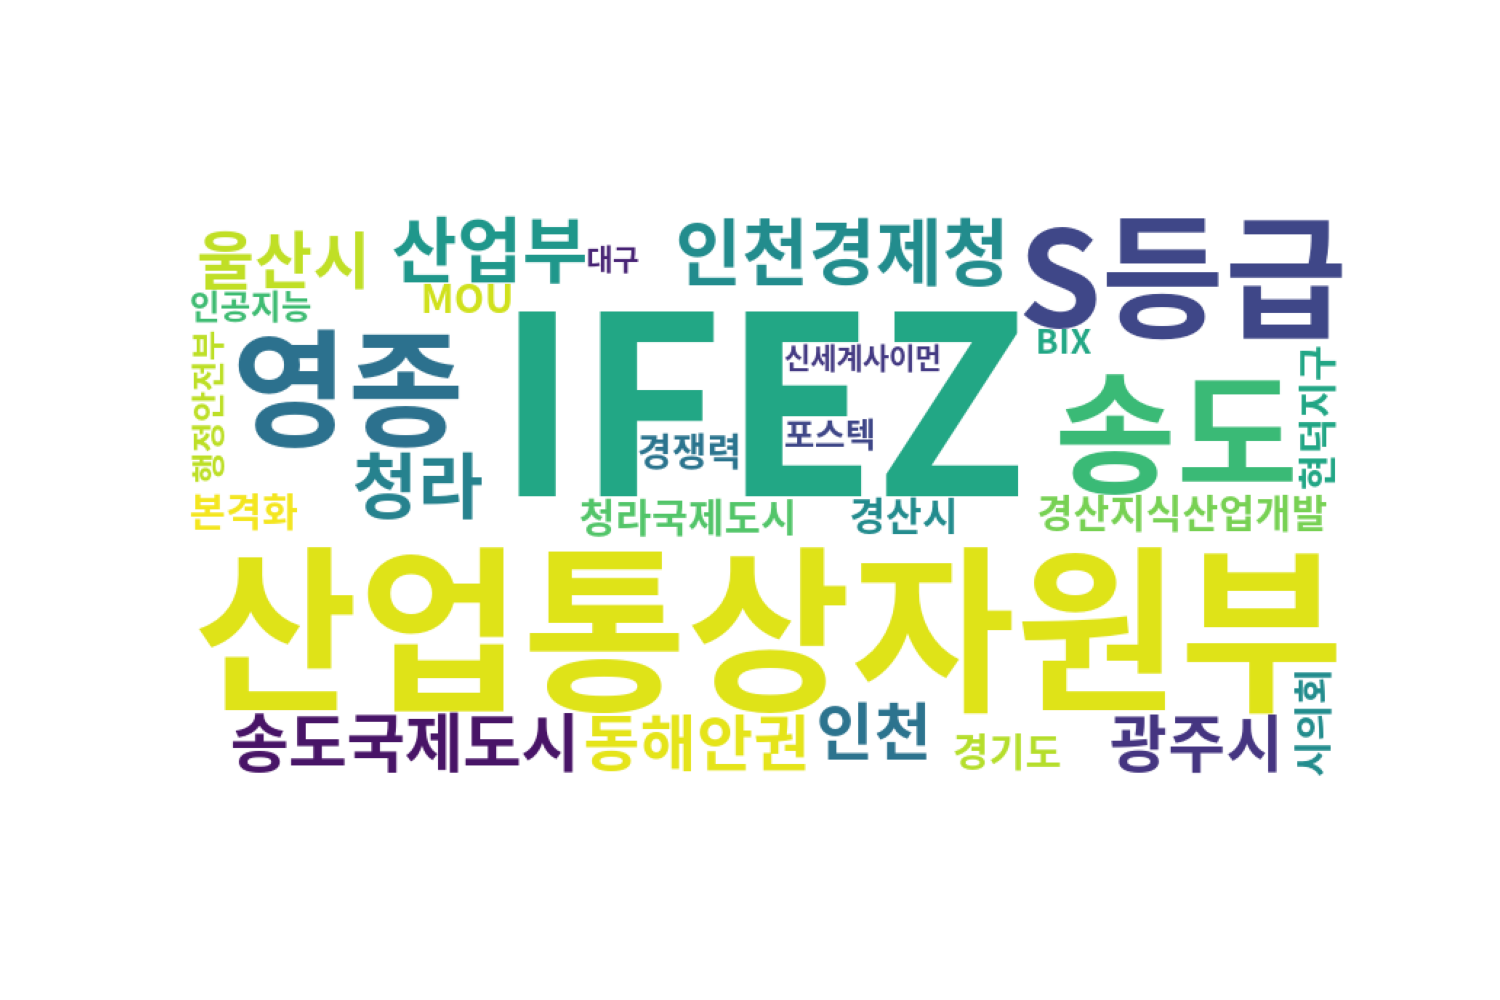 울산시
산업부
대구
인천경제청
S등급
인공지능
MOU
IFEZ
BIX
신세계사이먼
영종
행정안전부
송도
현덕지구
경쟁력
포스텍
청라
본격화
청라국제도시
경산시
경산지식산업개발
산업통상자원부
송도국제도시
동해안권
인천
경기도
광주시
시의회